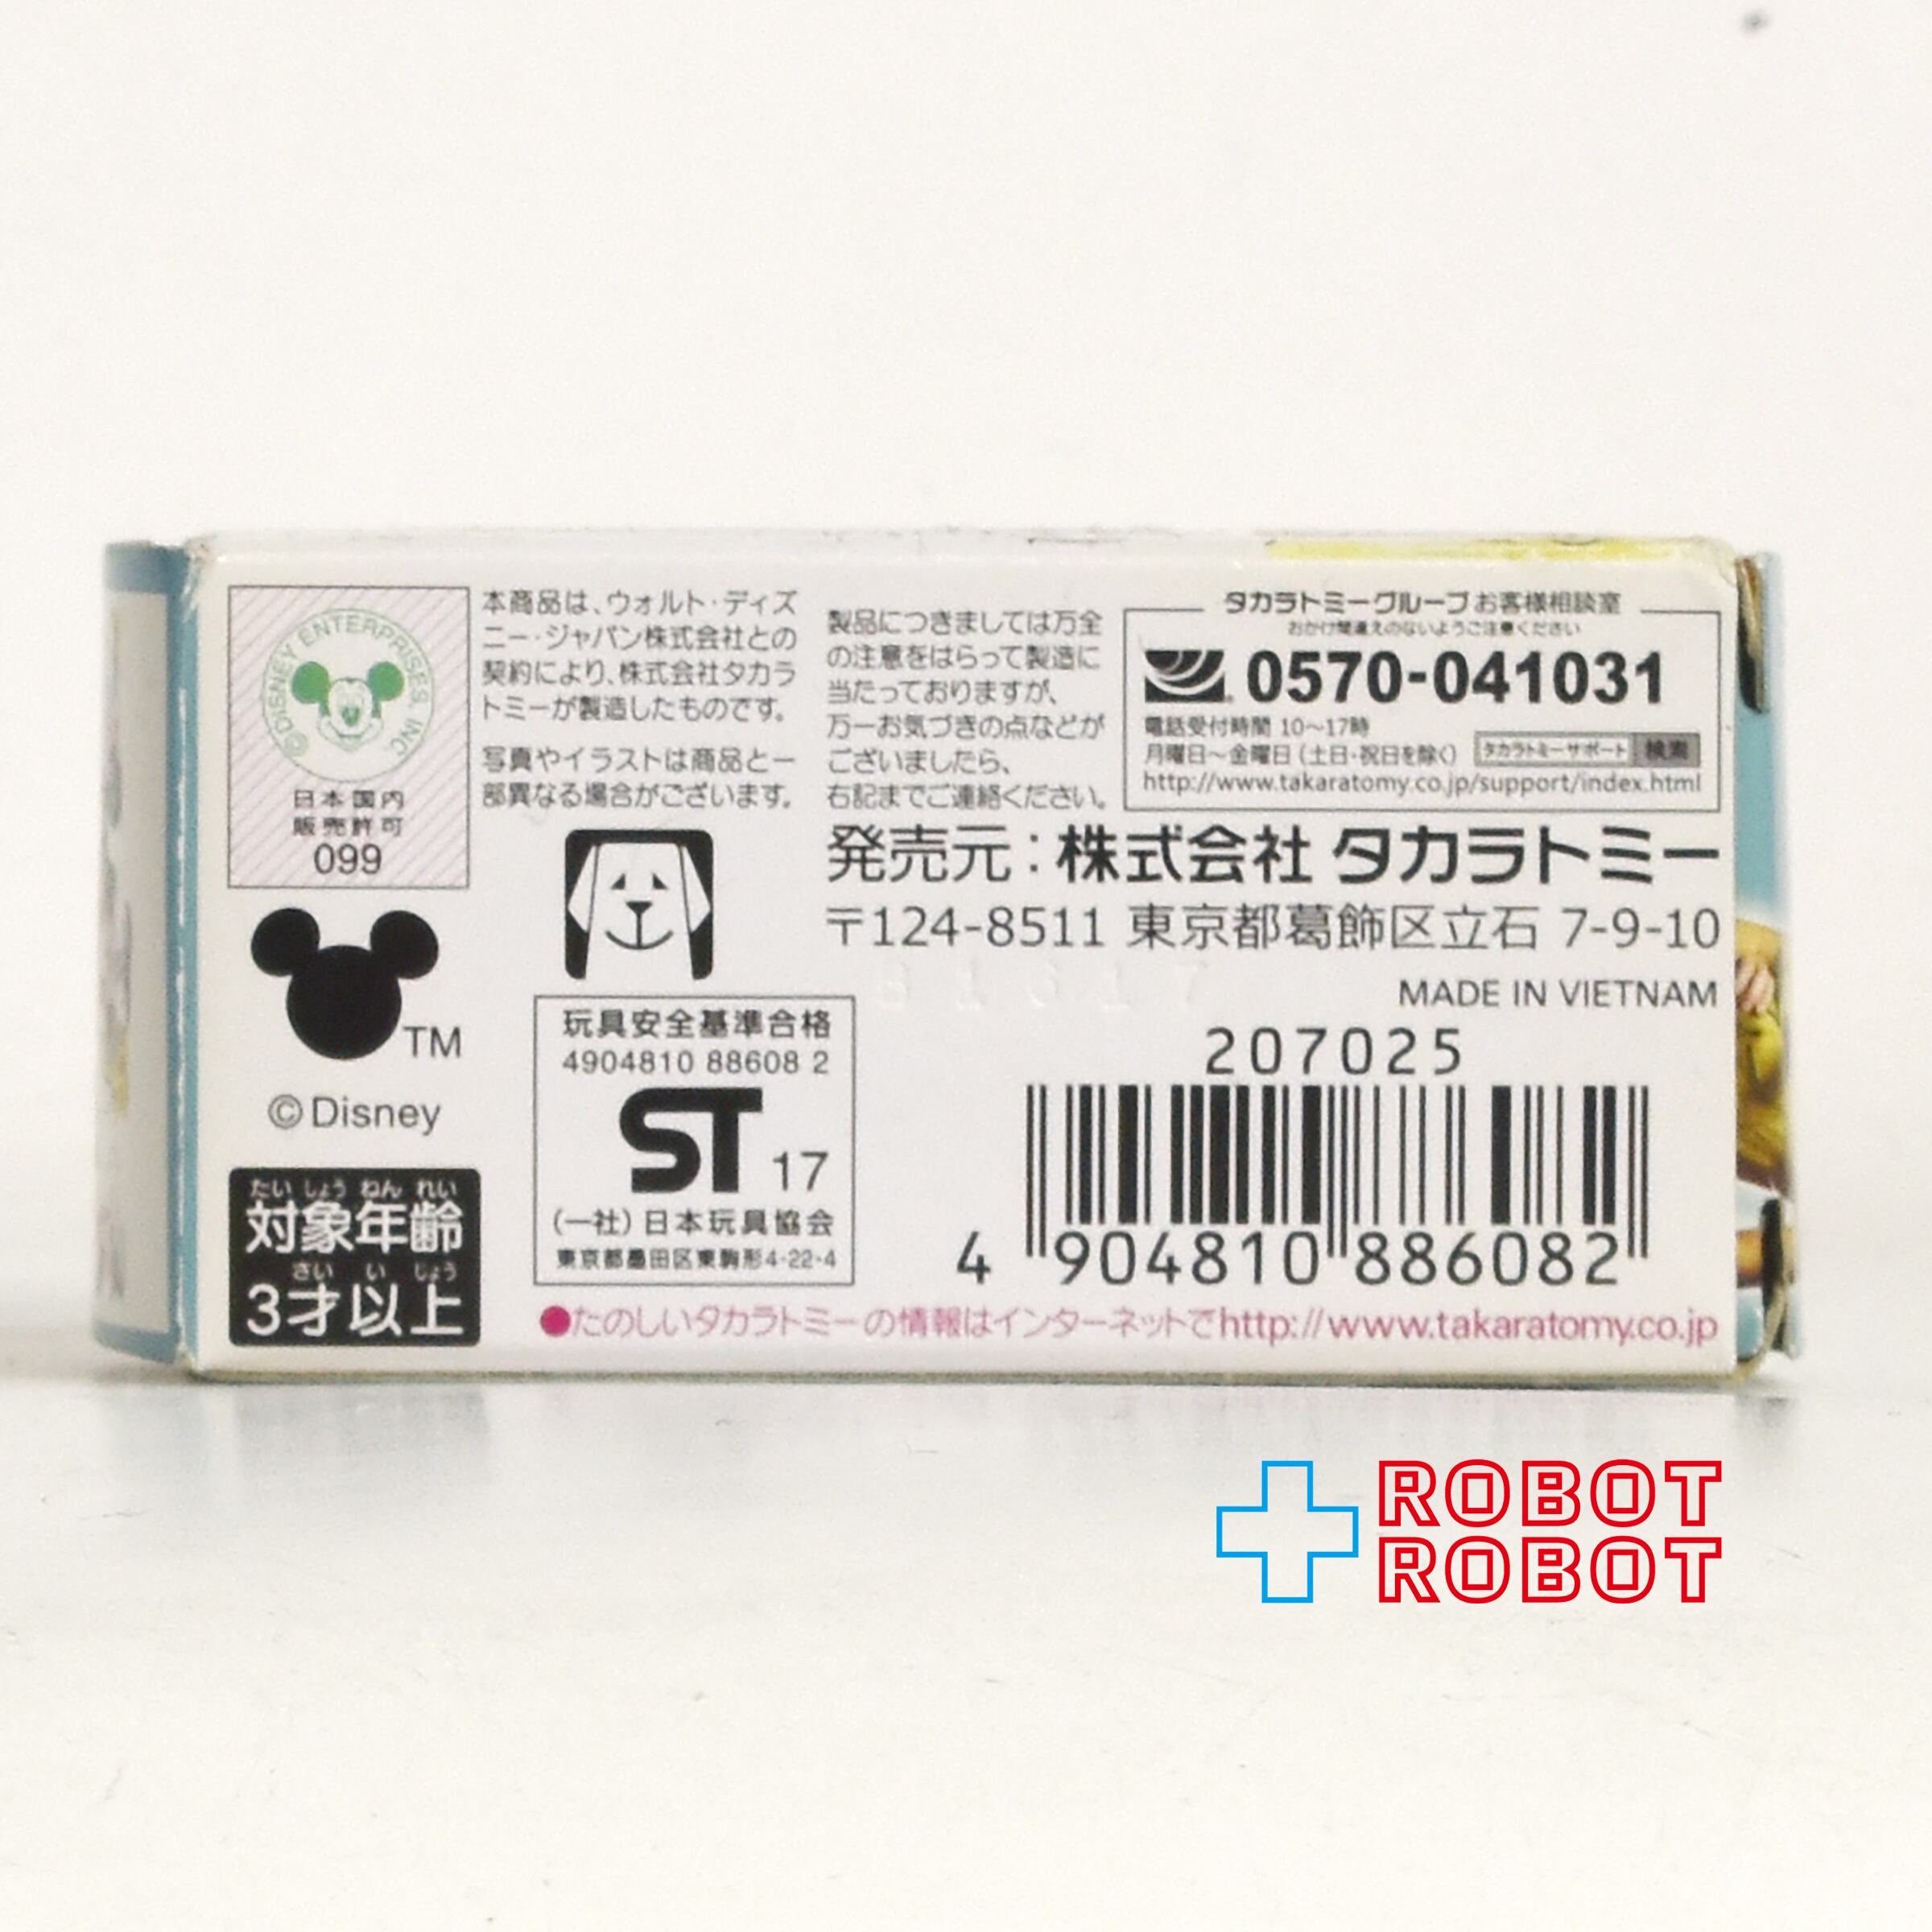 ©DISNEY ENTERPRISES, INC
日本国内
販売許可
099
本商品は、ウォルト・ディズ
ニー・ジャパン株式会社との
契約により、株式会社タカラ
トミーが製造したものです。
写真やイラストは商品と一
部異なる場合がございます。
製品につきましては万全
の注意をはらって製造に
当たっておりますが、
万一お気づきの点などが
ございましたら、
右記までご連絡ください。
タカラトミーグループお客様相談室
おかけ間違えのないようご注意ください
0570-041031
電話受付時間 10〜17時
月曜日〜金曜日（土日・祝日を除く）
タカラトミーサポート 検索
http://www.takaratomy.co.jp/support/index.html
発売元：株式会社 タカラトミー
〒124-8511 東京都葛飾区立石 7-9-10
MADE IN VIETNAM
TM
©Disney
たいしょうねんれい
対象年齢
さいいじょう
3才以上
玩具安全基準合格
4904810 88608 2
ST 17
（一社）日本玩具協会
東京都墨田区東駒形4-22-4
207025
4 904810 886082
●たのしいタカラトミーの情報はインターネットでhttp://www.takaratomy.co.jp
ROBOT
ROBOT